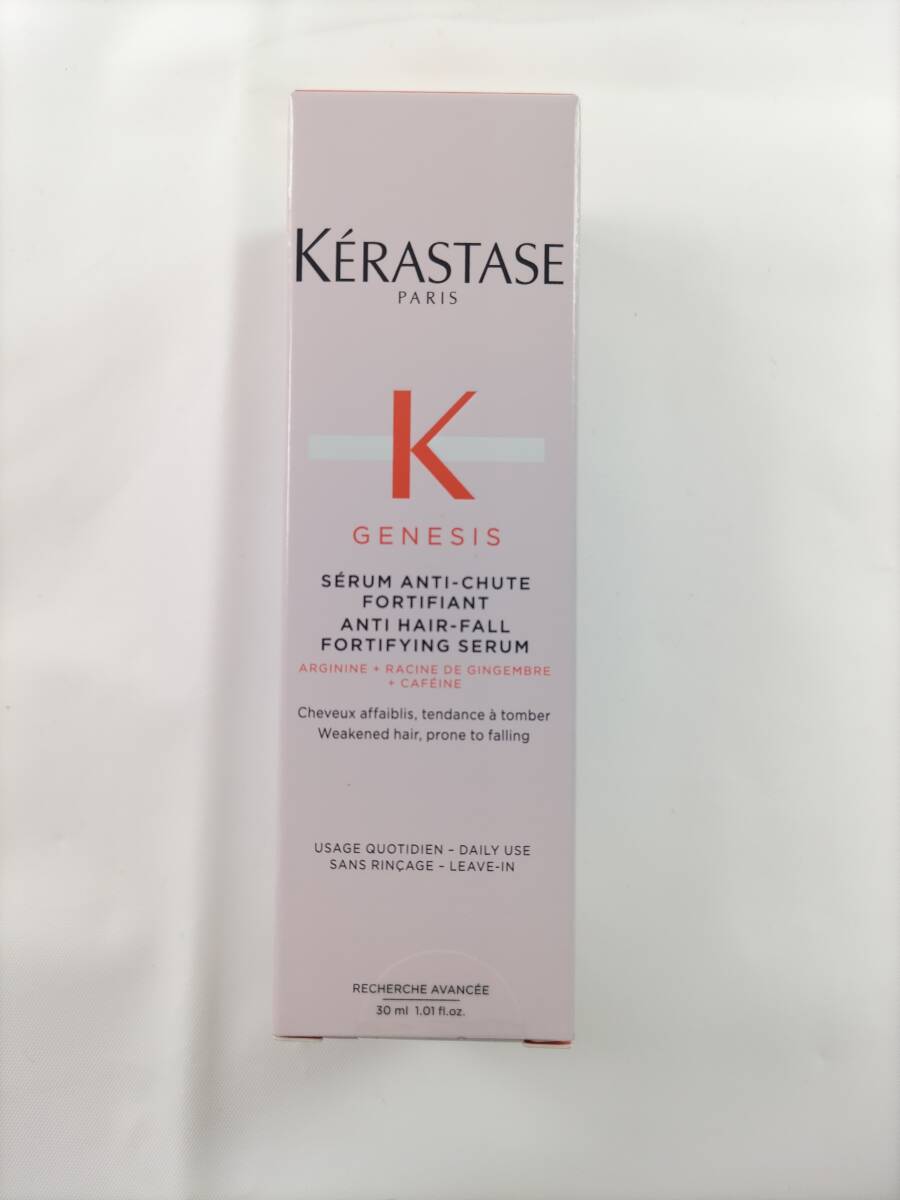 KÉRASTASE
PARIS
K
GENESIS
SÉRUM ANTI-CHUTE
FORTIFIANT
ANTI HAIR-FALL
FORTIFYING SERUM
ARGININE + RACINE DE GINGEMBRE
+ CAFÉINE
Cheveux affaiblis, tendance à tomber
Weakened hair, prone to falling
USAGE QUOTIDIEN – DAILY USE
SANS RINÇAGE – LEAVE-IN
RECHERCHE AVANCÉE
30 ml 1.01 fl.oz.